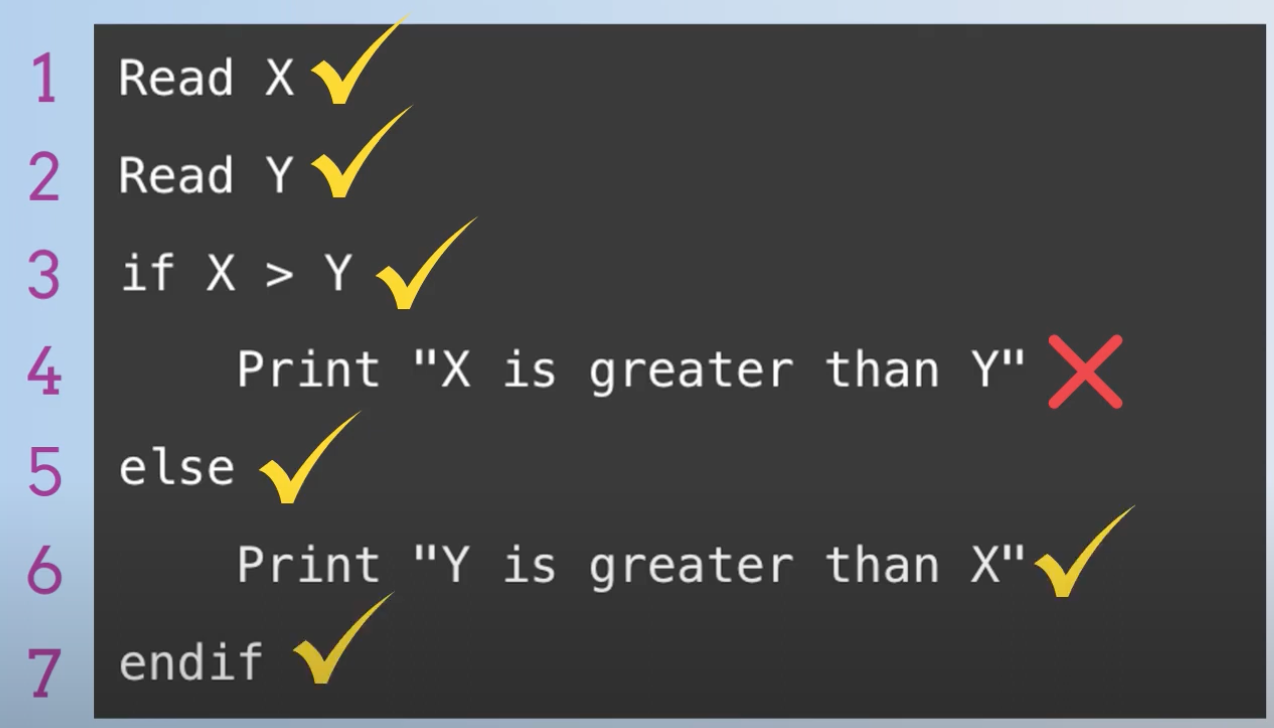 1 Read X
2 Read Y
3 if X > Y
4 Print "X is greater than Y"
5 else
6 Print "Y is greater than X"
7 endif